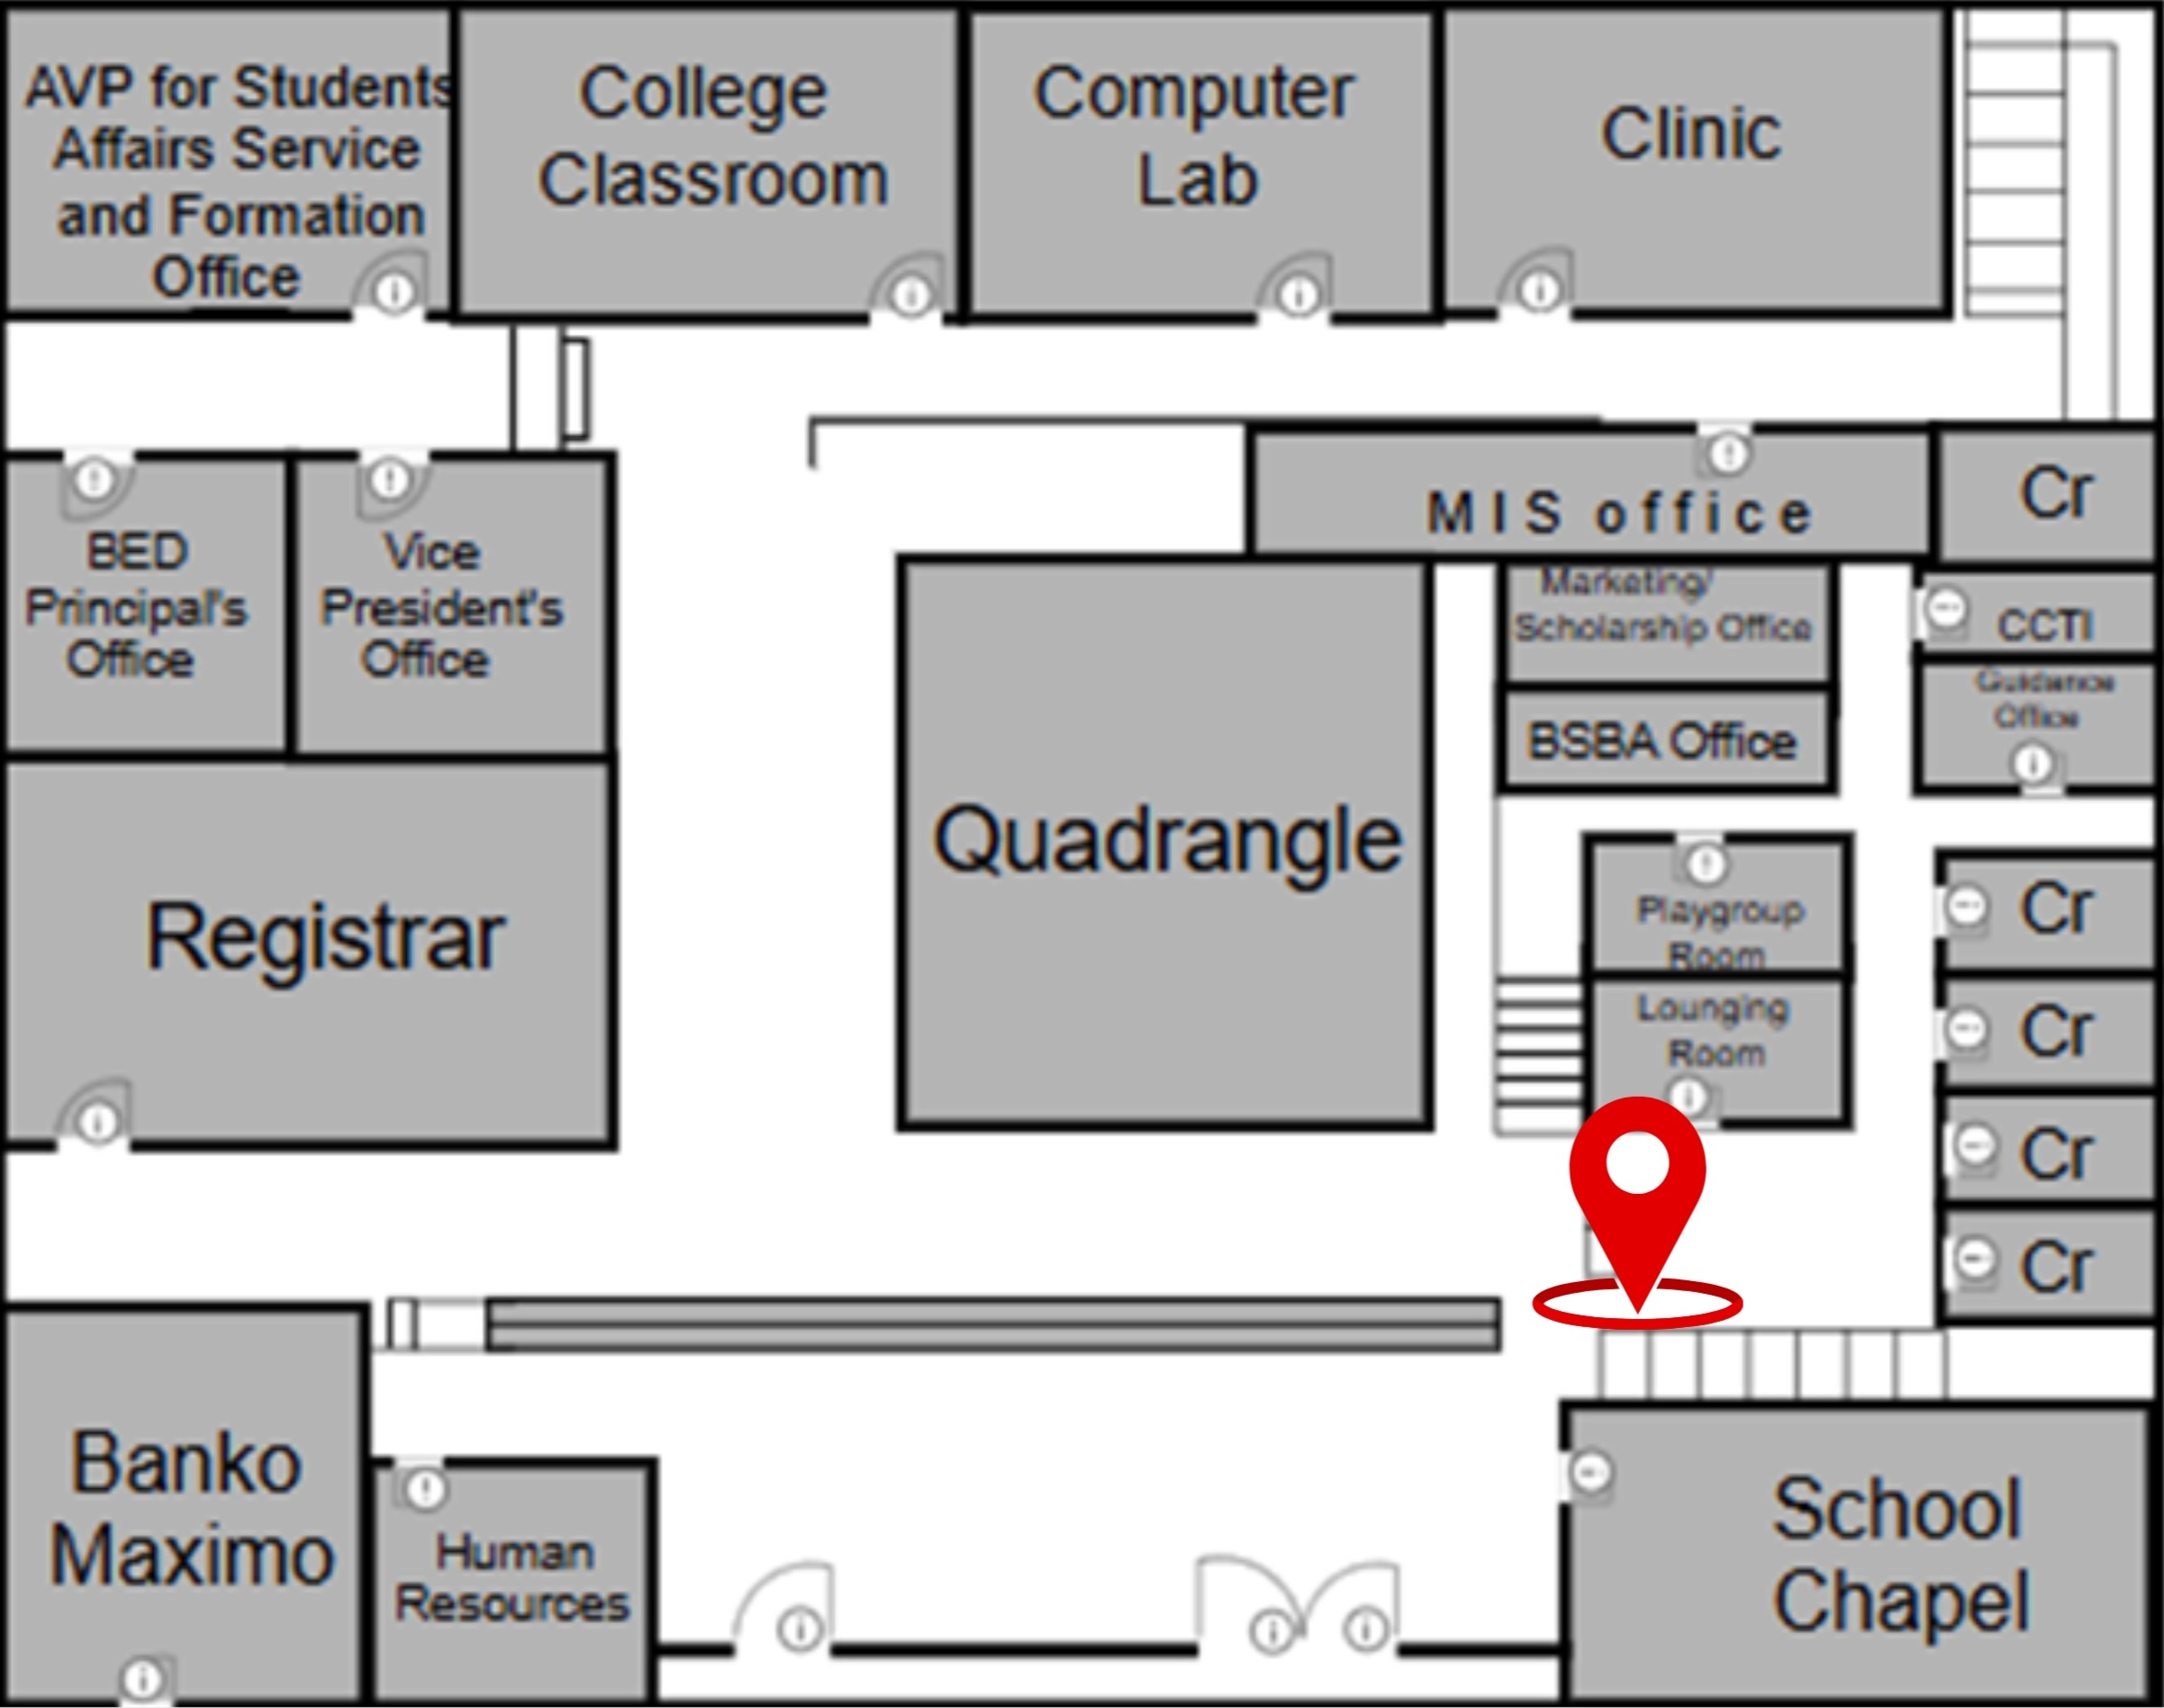 AVP for Students
Affairs Service
and Formation
Office
College
Classroom
Computer
Lab
Clinic
BED
Principal's
Office
Vice
President's
Office
MIS office
Cr
Marketing/
Scholarship Office
CCTI
Guidance
Office
BSBA Office
Registrar
Quadrangle
Playgroup
Room
Lounging
Room
Cr
Cr
Cr
Cr
Banko
Maximo
Human
Resources
School
Chapel